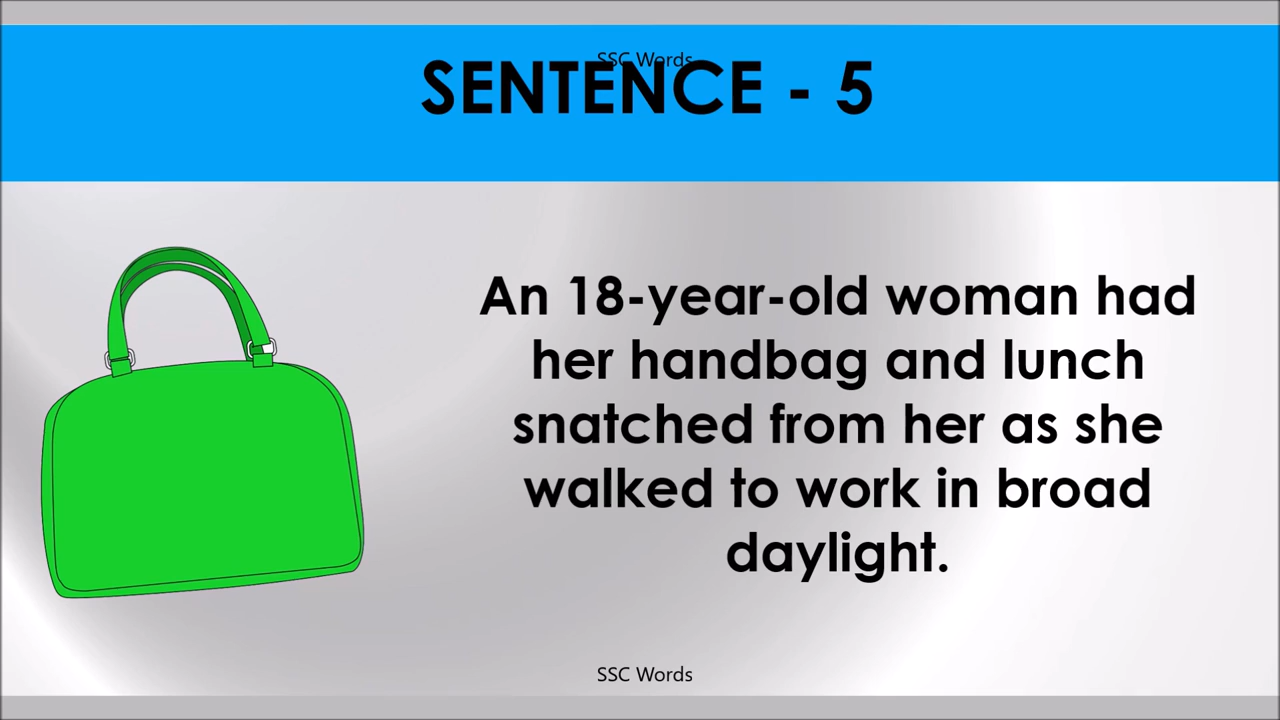 SSC Words
SENTENCE - 5
An 18-year-old woman had
her handbag and lunch
snatched from her as she
walked to work in broad
daylight.
SSC Words